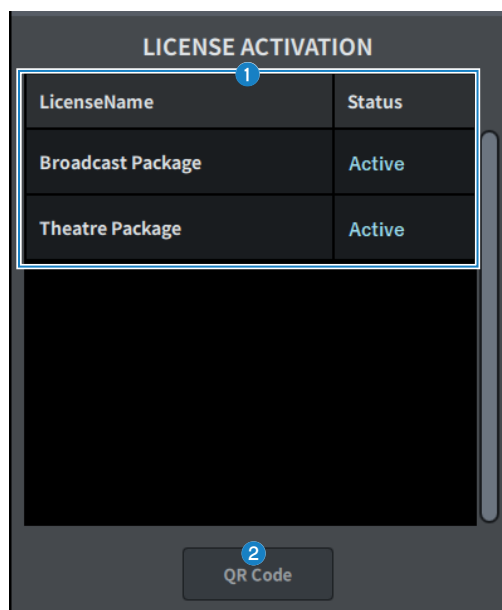 LICENSE ACTIVATION
1
LicenseName Status
Broadcast Package Active
Theatre Package Active
2
QR Code